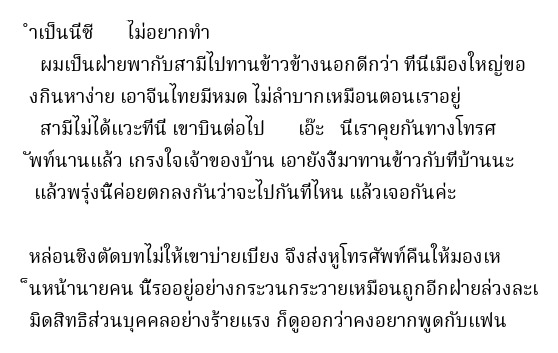 ำเป็นนี่ซี ไม่อยากทำ
ผมเป็นฝายพากับสามีไปทานข้าวข้างนอกดีกว่า ที่นี่เมืองใหญ่ขอ
งกินหาง่าย เอาจีนไทยมีหมด ไม่ลำบากเหมือนตอนเราอยู่
สามีไม่ได้แวะที่นี่ เขาบินต่อไป เอ๊ะ นี่เราคุยกันทางโทรศ
ัพท์นานแล้ว เกรงใจเจ้าของบ้าน เอายังงี้มาทานข้าวกับที่บ้านนะ
แล้วพรุ่งนี้ค่อยตกลงกันว่าจะไปกันที่ไหน แล้วเจอกันค่ะ
หล่อนชิงตัดบทไม่ให้เขาบ่ายเบี่ยง จึงส่งหูโทรศัพท์คืนให้มองเห
็นหน้านายคน นี้รออยู่อย่างกระวนกระวายเหมือนถูกอีกฝ่ายล่วงละเ
มิดสิทธิส่วนบุคคลอย่างร้ายแรง ก็ดูออกว่าคงอยากพูดกับแฟน